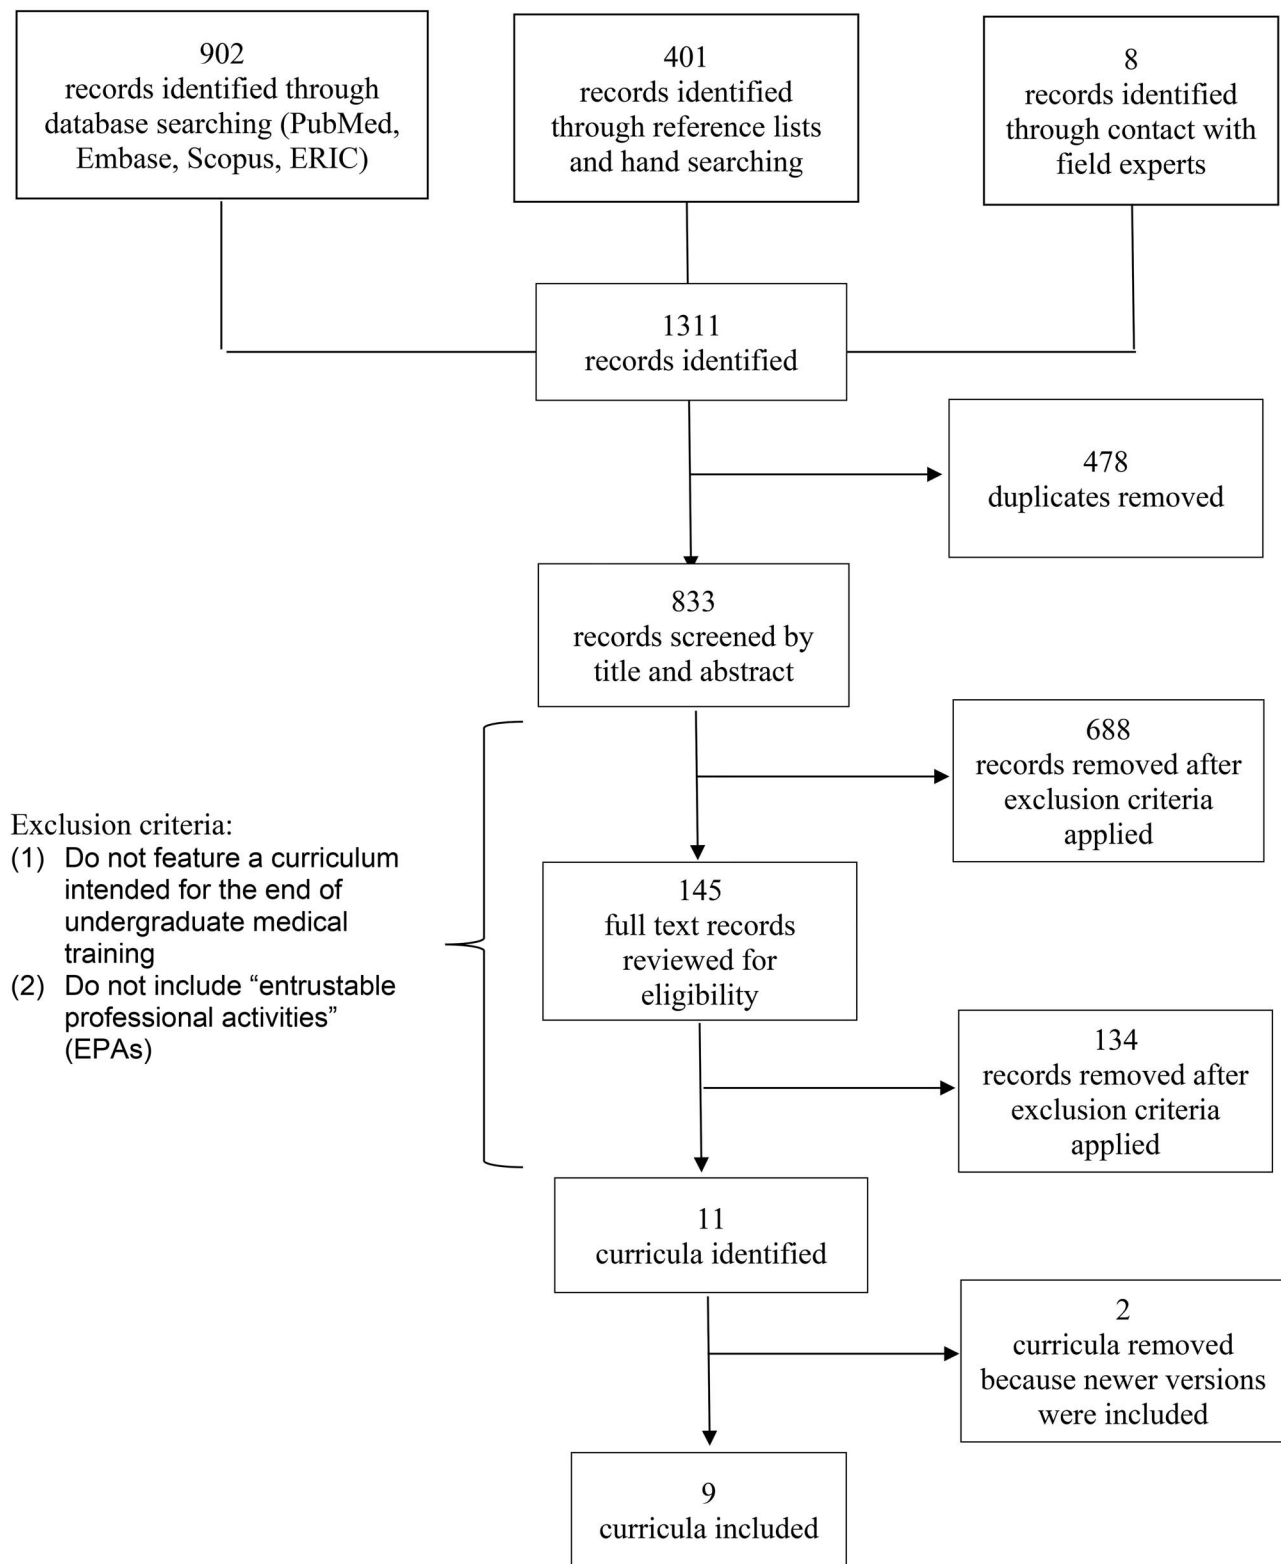 902
records identified through
database searching (PubMed,
Embase, Scopus, ERIC)
401
records identified
through reference lists
and hand searching
8
records identified
through contact with
field experts
1311
records identified
478
duplicates removed
833
records screened by
title and abstract
688
records removed after
exclusion criteria
applied
Exclusion criteria:
(1) Do not feature a curriculum
intended for the end of
undergraduate medical
training
(2) Do not include “entrustable
professional activities”
(EPAs)
145
full text records
reviewed for
eligibility
134
records removed after
exclusion criteria
applied
11
curricula identified
2
curricula removed
because newer versions
were included
9
curricula included